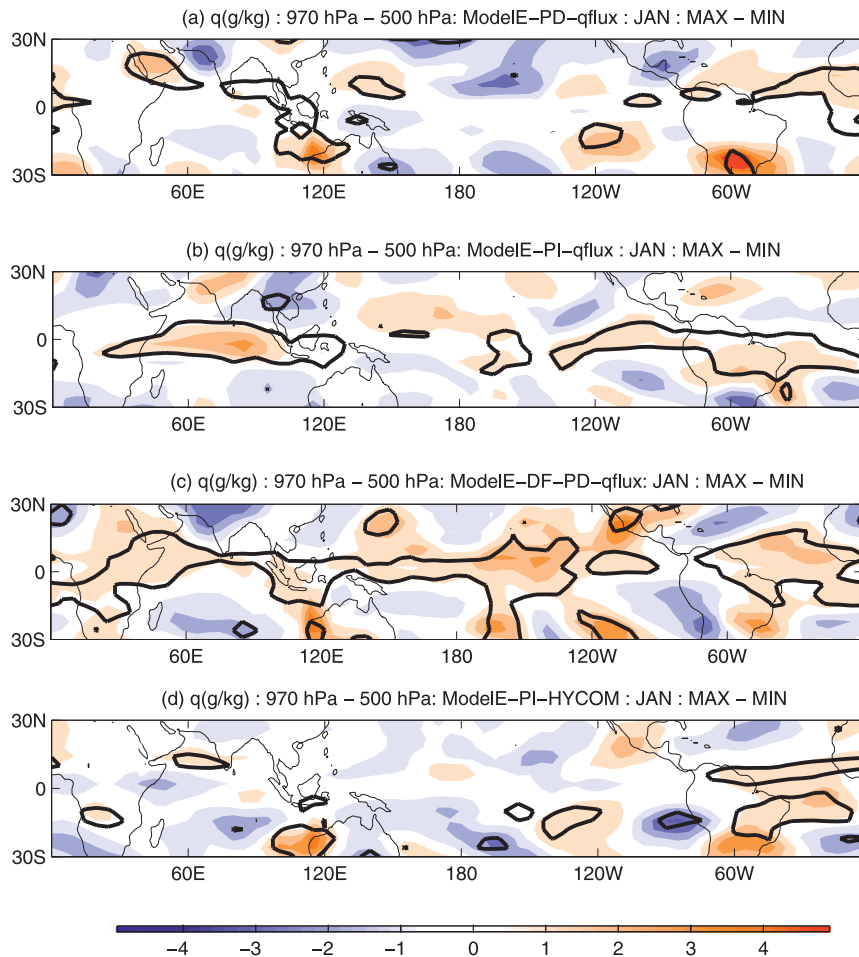 (a) q(g/kg) : 970 hPa − 500 hPa: ModelE−PD−qflux : JAN : MAX − MIN
30N
0
30S
60E 120E 180 120W 60W
(b) q(g/kg) : 970 hPa − 500 hPa: ModelE−PI−qflux : JAN : MAX − MIN
30N
0
30S
60E 120E 180 120W 60W
(c) q(g/kg) : 970 hPa − 500 hPa: ModelE−DF−PD−qflux: JAN : MAX − MIN
30N
0
30S
60E 120E 180 120W 60W
(d) q(g/kg) : 970 hPa − 500 hPa: ModelE−PI−HYCOM : JAN : MAX − MIN
30N
0
30S
60E 120E 180 120W 60W
−4 −3 −2 −1 0 1 2 3 4